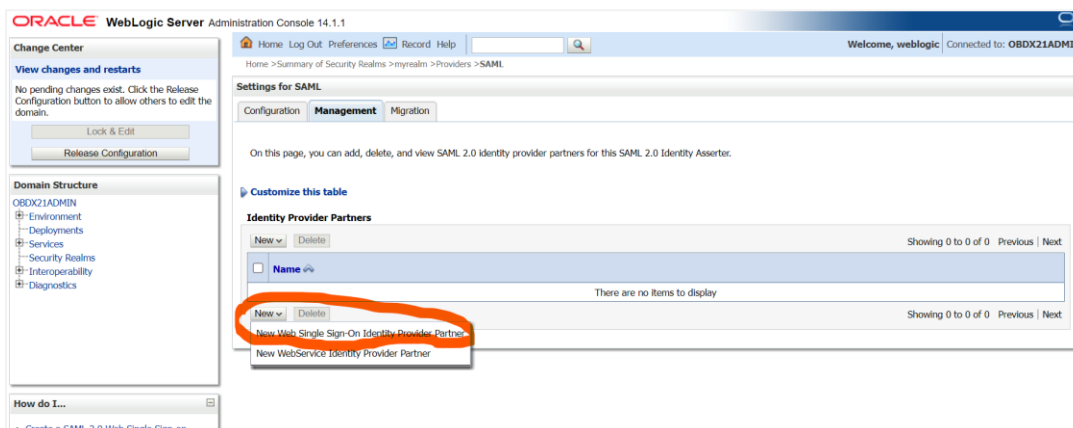 ORACLE WebLogic Server Administration Console 14.1.1
Change Center
View changes and restarts
No pending changes exist. Click the Release
Configuration button to allow others to edit the
domain.
Lock & Edit
Release Configuration
Domain Structure
OBDX21ADMIN
Environment
Deployments
Services
Security Realms
Interoperability
Diagnostics
How do I...
Home Log Out Preferences Record Help
Welcome, weblogic Connected to: OBDX21ADMI
Home >Summary of Security Realms >myrealm >Providers >SAML
Settings for SAML
Configuration Management Migration
On this page, you can add, delete, and view SAML 2.0 identity provider partners for this SAML 2.0 Identity Asserter.
Customize this table
Identity Provider Partners
New Delete
Showing 0 to 0 of 0 Previous | Next
Name
There are no items to display
New Delete
Showing 0 to 0 of 0 Previous | Next
New Web Single Sign-On Identity Provider Partner
New WebService Identity Provider Partner